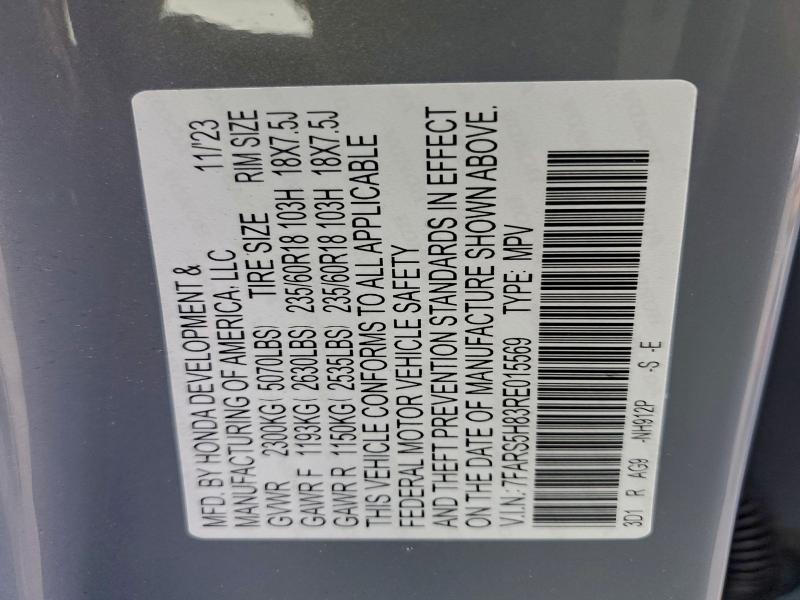 MFD. BY HONDA DEVELOPMENT & 11/'23
MANUFACTURING OF AMERICA, LLC
GVWR 2300KG( 5070LBS) TIRE SIZE RIM SIZE
GAWR F 1193KG( 2630LBS) 235/60R18 103H 18X7.5J
GAWR R 1150KG( 2535LBS) 235/60R18 103H 18X7.5J
THIS VEHICLE CONFORMS TO ALL APPLICABLE
FEDERAL MOTOR VEHICLE SAFETY
AND THEFT PREVENTION STANDARDS IN EFFECT
ON THE DATE OF MANUFACTURE SHOWN ABOVE.
V.I.N.: 7FARS5H83RE015569 TYPE: MPV
3D1 R AG9 -NH912P -S -E